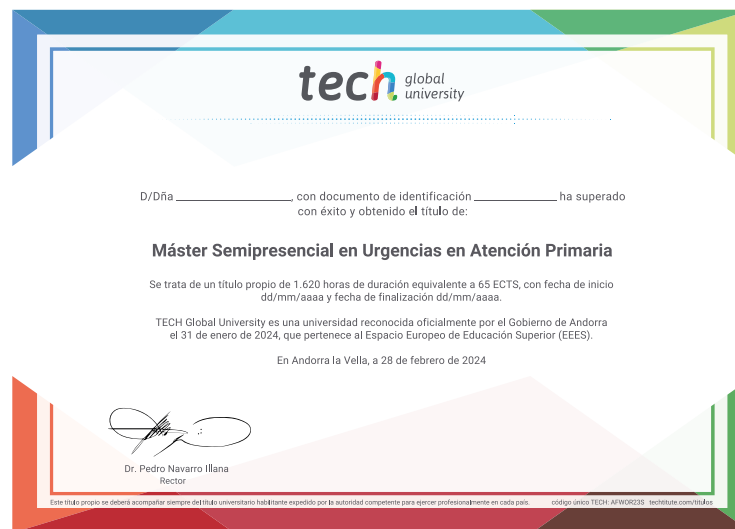 tech global
university
D/Dña ____________________, con documento de identificación ______________ ha superado
con éxito y obtenido el título de:
Máster Semipresencial en Urgencias en Atención Primaria
Se trata de un título propio de 1.620 horas de duración equivalente a 65 ECTS, con fecha de inicio
dd/mm/aaaa y fecha de finalización dd/mm/aaaa.
TECH Global University es una universidad reconocida oficialmente por el Gobierno de Andorra
el 31 de enero de 2024, que pertenece al Espacio Europeo de Educación Superior (EEES).
En Andorra la Vella, a 28 de febrero de 2024
Dr. Pedro Navarro Illana
Rector
Este título propio se deberá acompañar siempre del título universitario habilitante expedido por la autoridad competente para ejercer profesionalmente en cada país. código único TECH: AFWOR23S techtitute.com/titulos